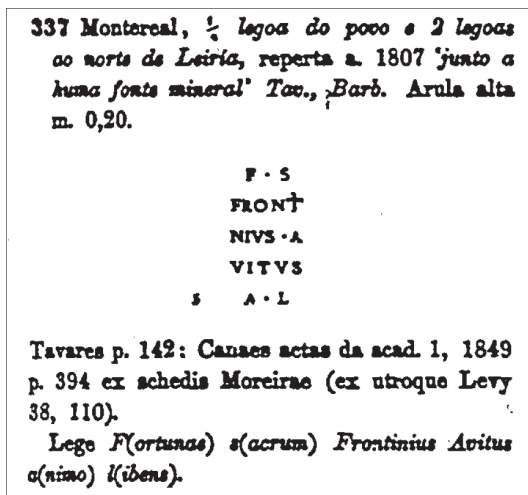 337 Montereal, ¼ legoa do povo e 2 legoas
ao norte de Leiria, reperta a. 1807 'junto a
huma fonte mineral' Tav., Barb. Arula alta
m. 0,20.
F · S
FRONT
NIVS · A
VITVS
S A · L
Tavares p. 142: Canaes actas da acad. 1, 1849
p. 394 ex schedis Moreirae (ex utroque Levy
38, 110).
Lege F(ortunae) s(acrum) Frontinius Avitus
a(nimo) l(ibens).